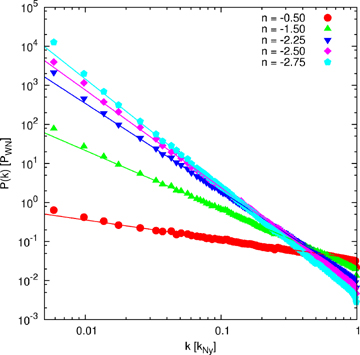 10^5
n = -0.50
n = -1.50
10^4
n = -2.25
n = -2.50
n = -2.75
10^3
10^2
P(k) [P_WN]
10^1
10^0
10^-1
10^-2
10^-3
0.01 0.1 1
k [k_Ny]